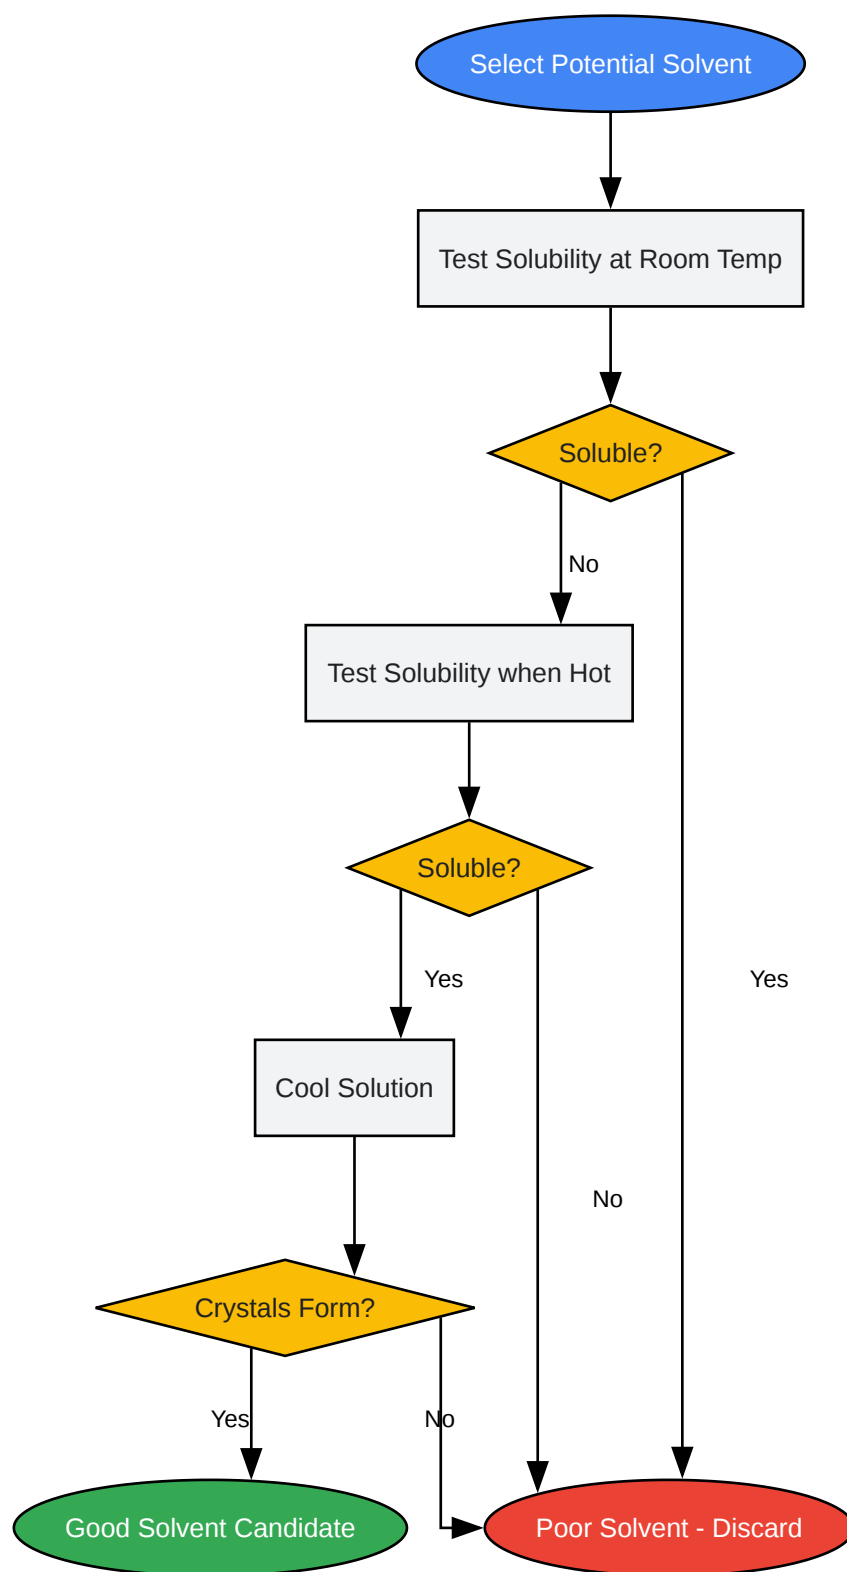 Select Potential Solvent
Test Solubility at Room Temp
Soluble?
No
Test Solubility when Hot
Soluble?
Yes
Yes
Cool Solution
No
Crystals Form?
Yes
No
Good Solvent Candidate
Poor Solvent - Discard